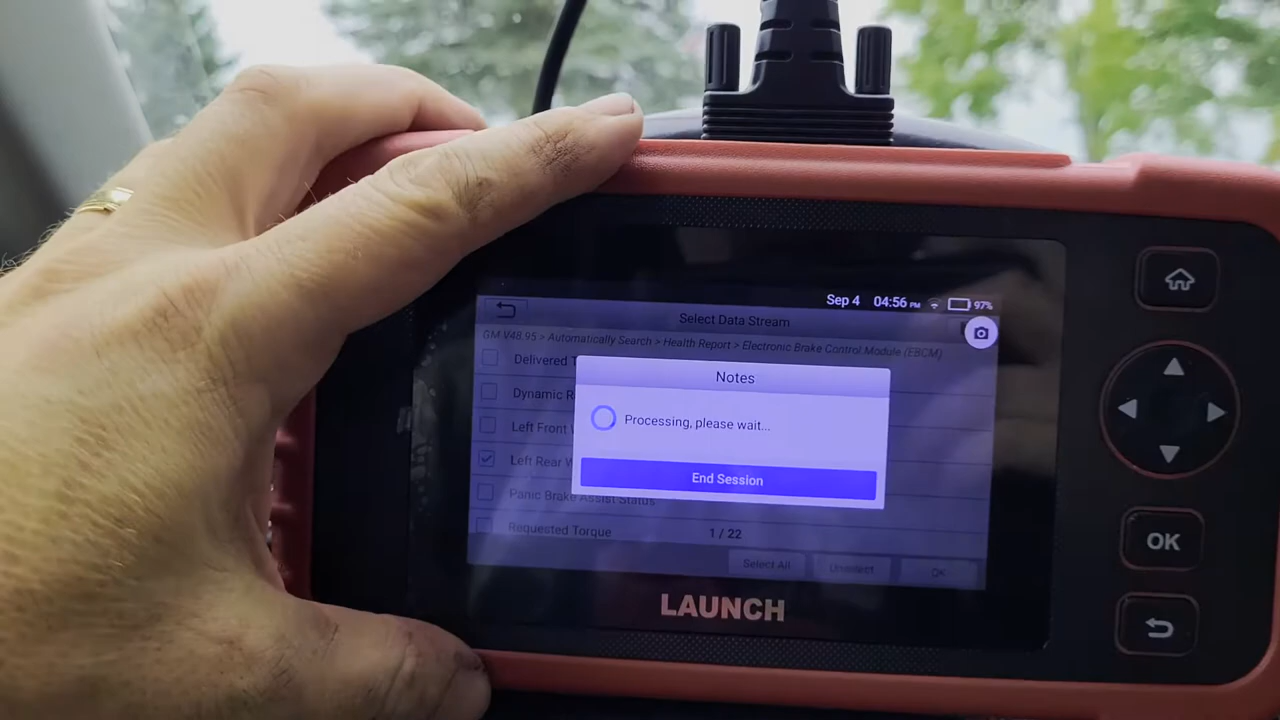 Sep 4 04:56 PM 97%
Select Data Stream
GM V48.95 > Automatically Search > Health Report > Electronic Brake Control Module (EBCM)
Delivered
Dynamic
Left Front
Left Rear
Panic Brake Assist Status
Requested Torque 1 / 22
Notes
Processing, please wait...
End Session
Select All Unselect OK
LAUNCH
OK